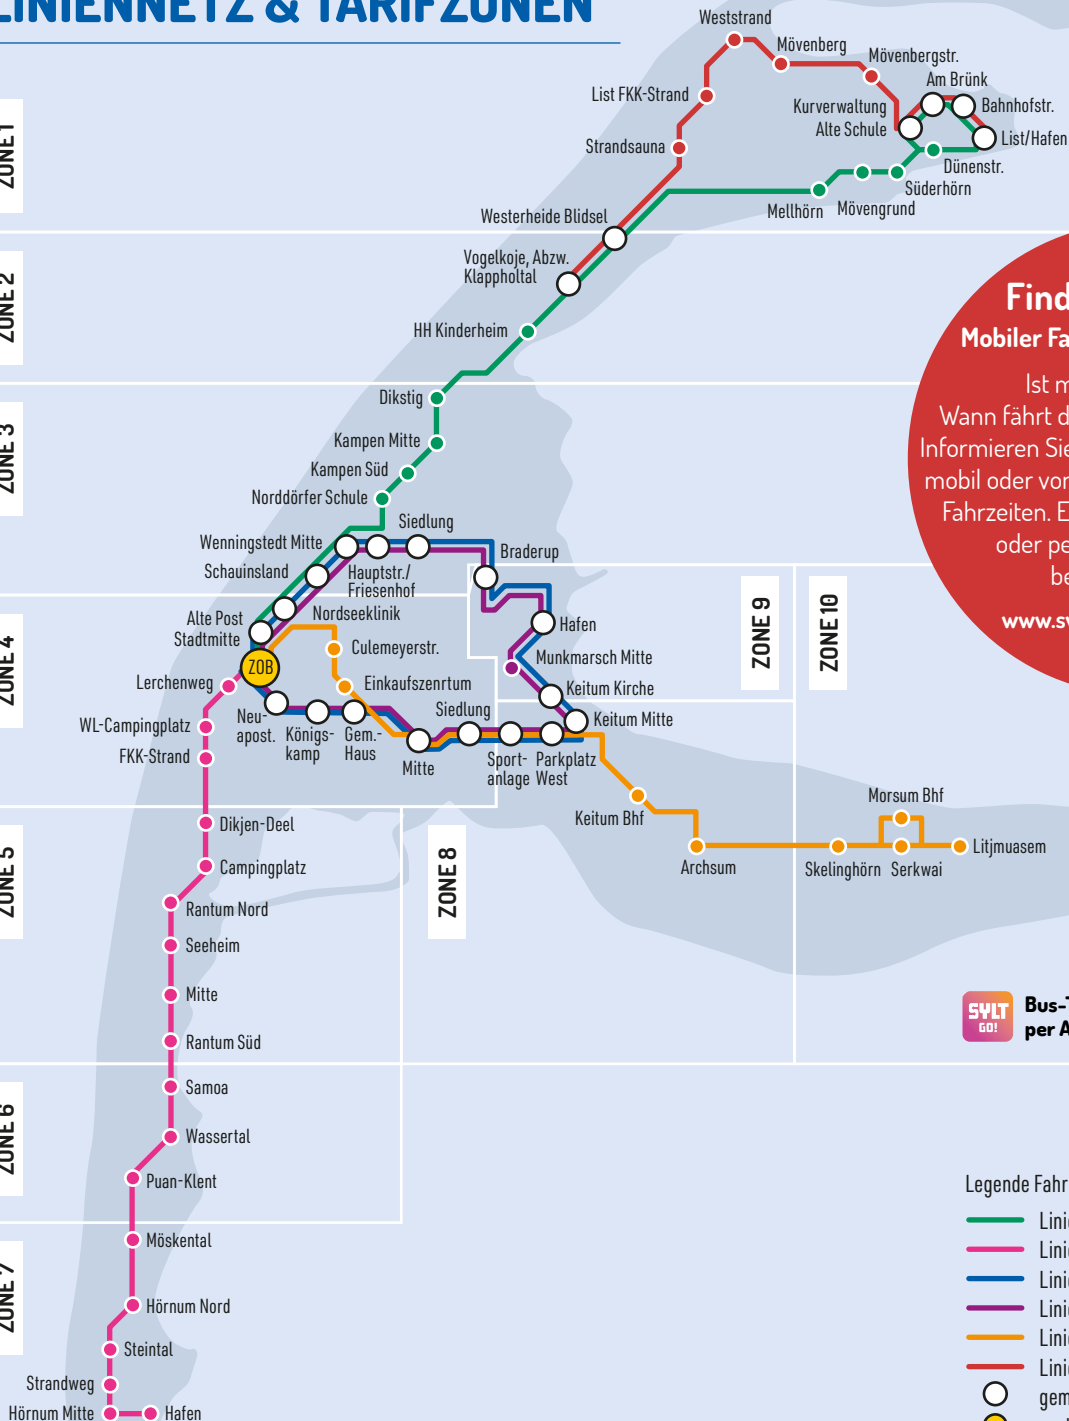 LINIENNETZ & TARIFZONEN
Weststrand
Mövenberg
Mövenbergstr.
Am Brünk
List FKK-Strand
Kurverwaltung
Bahnhofstr.
Alte Schule
List/Hafen
Strandsauna
Dünenstr.
Süderhörn
Mellhörn
Mövengrund
ZONE 1
Westerheide Blidsel
Vogelkoje, Abzw.
Klappholtal
ZONE 2
HH Kinderheim
Find
Mobiler Fa
Ist m
Wann fährt d
Informieren Sie
mobil oder vor
Fahrzeiten. E
oder pe
be
www.sy
Dikstig
Kampen Mitte
Kampen Süd
Norddörfer Schule
ZONE 3
Siedlung
Wenningstedt Mitte
Braderup
Schauinsland
Hauptstr./
Friesenhof
Nordseeklinik
Alte Post
Stadtmitte
Hafen
ZONE 9
ZONE 10
ZONE 4
ZOB
Culemeyerstr.
Munkmarsch Mitte
Lerchenweg
Einkaufszenrtum
Keitum Kirche
Neu-
apost.
Königs-
kamp
Gem.-
Haus
Siedlung
Keitum Mitte
WL-Campingplatz
FKK-Strand
Mitte
Sport-
anlage
Parkplatz
West
Keitum Bhf
Morsum Bhf
Dikjen-Deel
Archsum
Skelinghörn
Serkwai
Litjmuasem
ZONE 5
ZONE 8
Campingplatz
Rantum Nord
Seeheim
Mitte
Rantum Süd
SYLT
GO!
Bus-T
per A
Samoa
Wassertal
ZONE 6
Puan-Klent
Möskental
Hörnum Nord
ZONE 7
Steintal
Strandweg
Hörnum Mitte
Hafen
Legende Fahr
Linie
Linie
Linie
Linie
Linie
Linie
gem